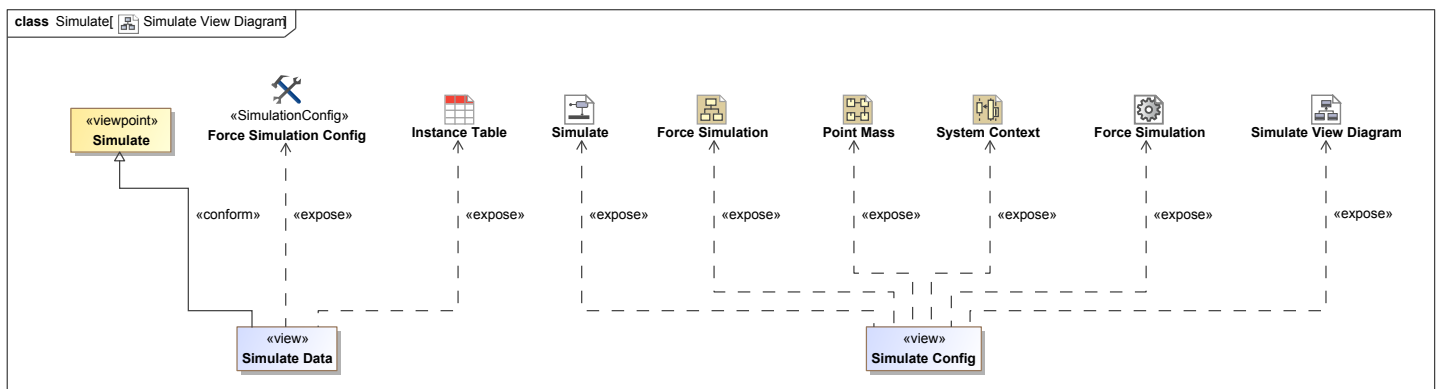 class Simulate[ Simulate View Diagram]
«viewpoint»
Simulate
«SimulationConfig»
Force Simulation Config
Instance Table
Simulate
Force Simulation
Point Mass
System Context
Force Simulation
Simulate View Diagram
«conform»
«expose»
«expose»
«expose»
«expose»
«expose»
«expose»
«expose»
«expose»
«view»
Simulate Data
«view»
Simulate Config